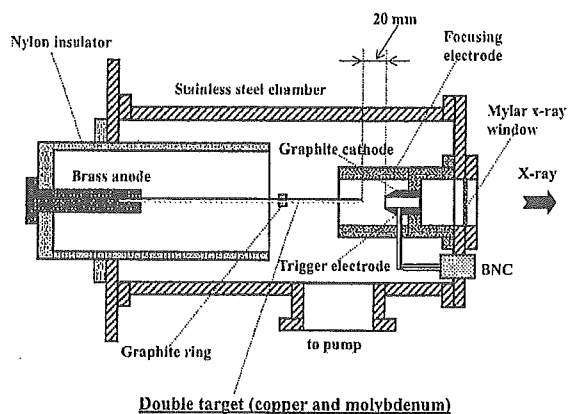 20 mm
Nylon insulator
Focusing
electrode
Stainless steel chamber
Mylar x-ray
window
Graphite cathode
Brass anode
X-ray
Trigger electrode
BNC
Graphite ring
to pump
Double target (copper and molybdenum)